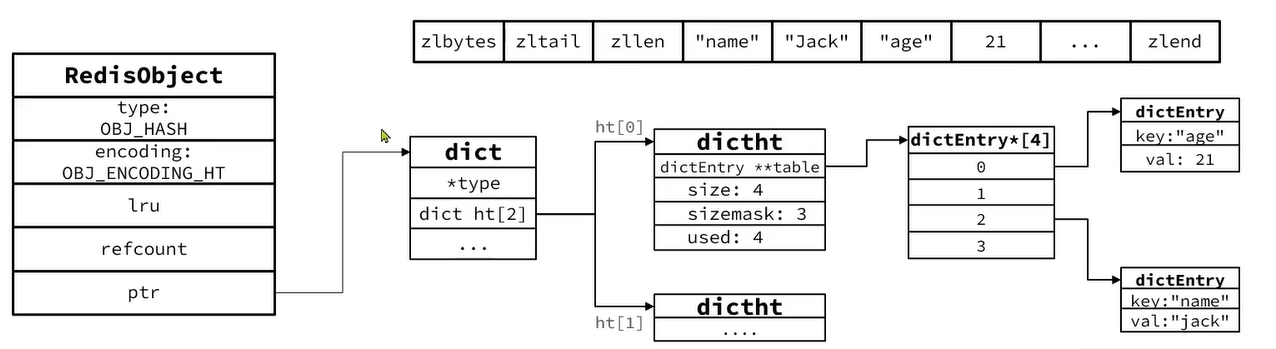 zlbytes zltail zllen "name" "Jack" "age" 21 ... zlend
RedisObject
type:
OBJ_HASH
encoding:
OBJ_ENCODING_HT
lru
refcount
ptr
dict
*type
dict ht[2]
...
ht[0]
dictht
dictEntry **table
size: 4
sizemask: 3
used: 4
ht[1]
dictht
....
dictEntry*[4]
0
1
2
3
dictEntry
key:"age"
val: 21
dictEntry
key:"name"
val:"jack"